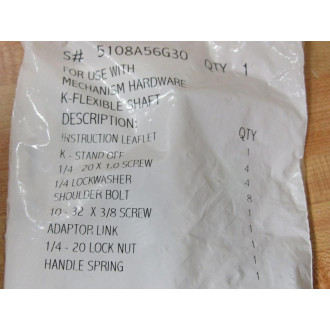 S# 5108A56G30 QTY 1
FOR USE WITH
MECHANISM HARDWARE
K-FLEXIBLE SHAFT
DESCRIPTION:
INSTRUCTION LEAFLET QTY
K - STAND OFF 1
1/4 20 X 1.0 SCREW 4
1/4 LOCKWASHER 4
SHOULDER BOLT 8
10 - 32 X 3/8 SCREW 1
ADAPTOR LINK 1
1/4 - 20 LOCK NUT 1
HANDLE SPRING 1
1